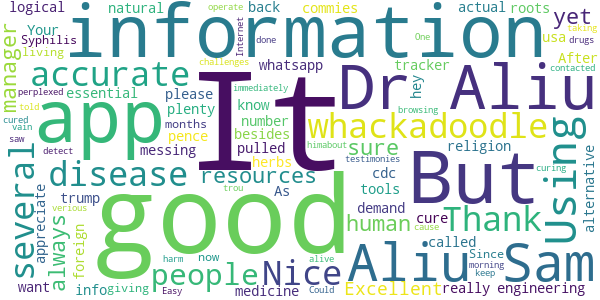 logical
natural
back
commies
actual
roots
operate
Your
Syphilis
living
manager
information
Internet
done
One
yet
usa
After
challenges
taking
drugs
accurate
whatsapp
tracker
hey
contacted
perplexed
told
cured
vain
saw
essential
please
plenty
immediately
know
number
besides
browsing
app
It
Dr Aliu
whackadoodle
months
pence
pulled
herbs
himabout
sure
religion
detect
messing
testimonies
curing
several
appreciate
always
disease
resources
human
cdc
tools
But
Using
alternative
trump
foreign
good
As
trou
demand
cure
Thank
cause
people
Nice
Aliu
called
Sam
want
info
giving
now
harm
alive
Since
morning
keep
Easy
medicine
Could
Excellent
really
engineering
verious